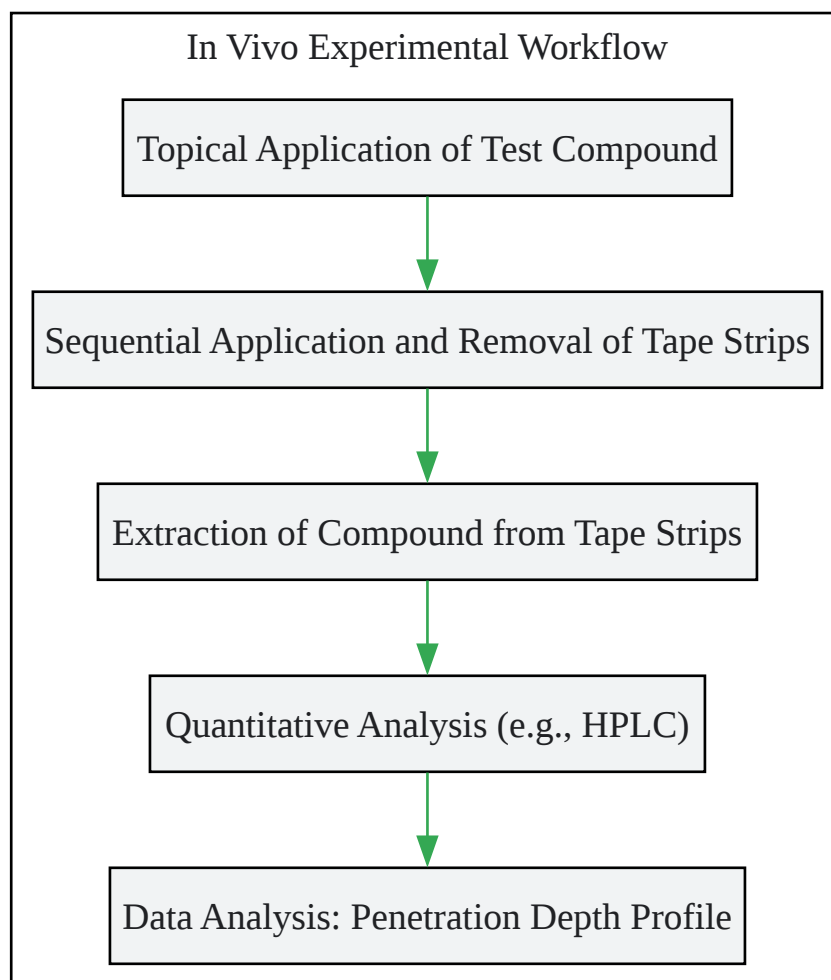 In Vivo Experimental Workflow
Topical Application of Test Compound
Sequential Application and Removal of Tape Strips
Extraction of Compound from Tape Strips
Quantitative Analysis (e.g., HPLC)
Data Analysis: Penetration Depth Profile